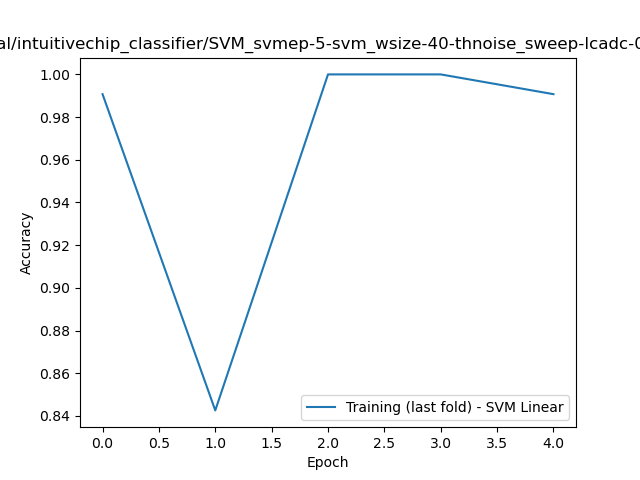 al/intuitivechip_classifier/SVM_svmep-5-svm_wsize-40-thnoise_sweep-lcadc-0
1.00
0.98
0.96
0.94
0.92
0.90
0.88
0.86
0.84
Accuracy
Training (last fold) - SVM Linear
0.0 0.5 1.0 1.5 2.0 2.5 3.0 3.5 4.0
Epoch